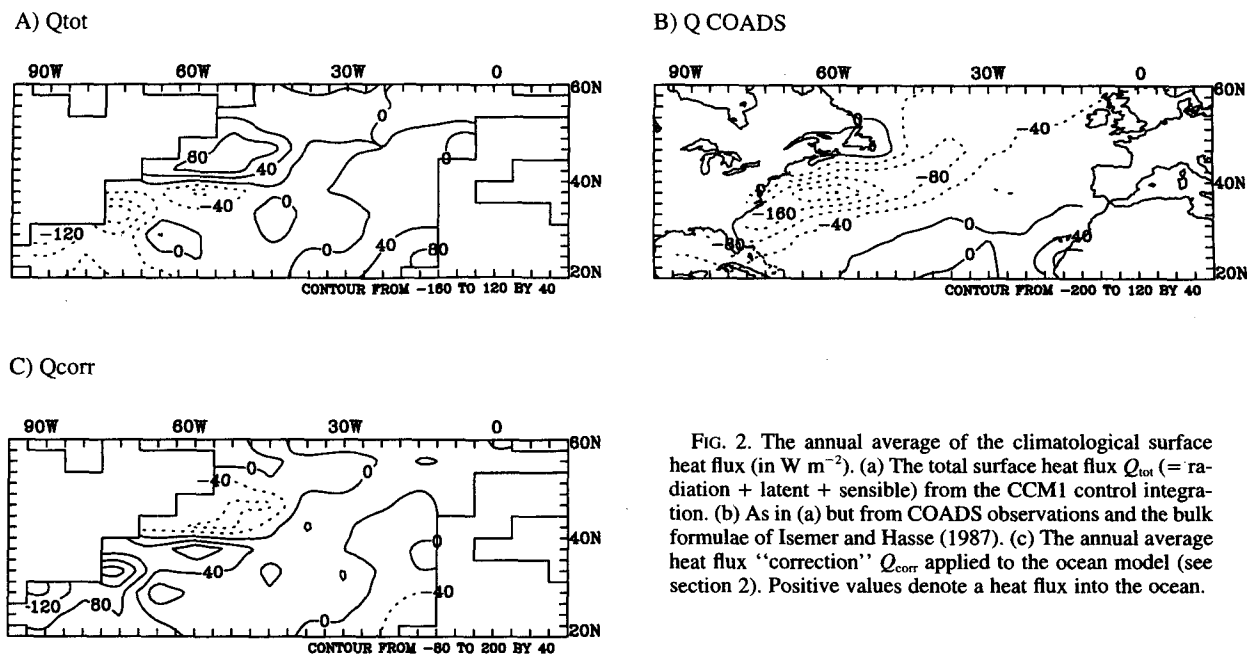 A) Qtot
90W 60W 30W 0
60N
0
80
40
0
40N
-40
0
-120
0
0
40
80
20N
CONTOUR FROM -160 TO 120 BY 40
B) Q COADS
90W 60W 30W 0
60N
0
-40
0
-80
40N
0
-160
-40
0
-80
40
0
20N
CONTOUR FROM -200 TO 120 BY 40
C) Qcorr
90W 60W 30W 0
60N
0
0
-40
40N
0
40
-120
80
-40
0
20N
CONTOUR FROM -80 TO 200 BY 40
FIG. 2. The annual average of the climatological surface
heat flux (in W m⁻²). (a) The total surface heat flux Qtot (= ra-
diation + latent + sensible) from the CCM1 control integra-
tion. (b) As in (a) but from COADS observations and the bulk
formulae of Isemer and Hasse (1987). (c) The annual average
heat flux “correction” Qcorr applied to the ocean model (see
section 2). Positive values denote a heat flux into the ocean.